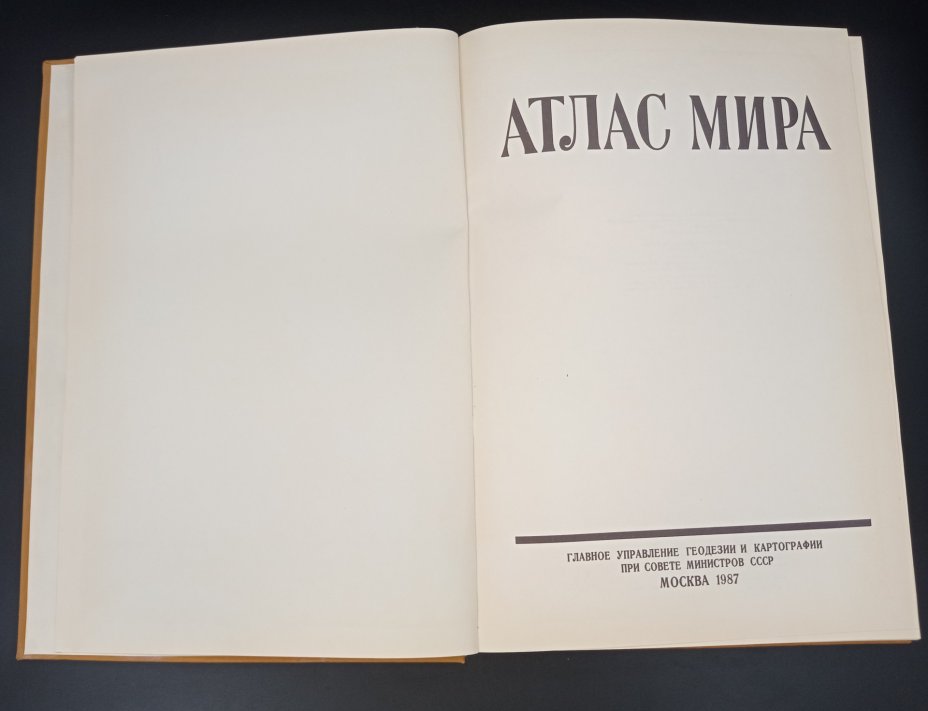 АТЛАС МИРА
ГЛАВНОЕ УПРАВЛЕНИЕ ГЕОДЕЗИИ И КАРТОГРАФИИ
ПРИ СОВЕТЕ МИНИСТРОВ СССР
МОСКВА 1987